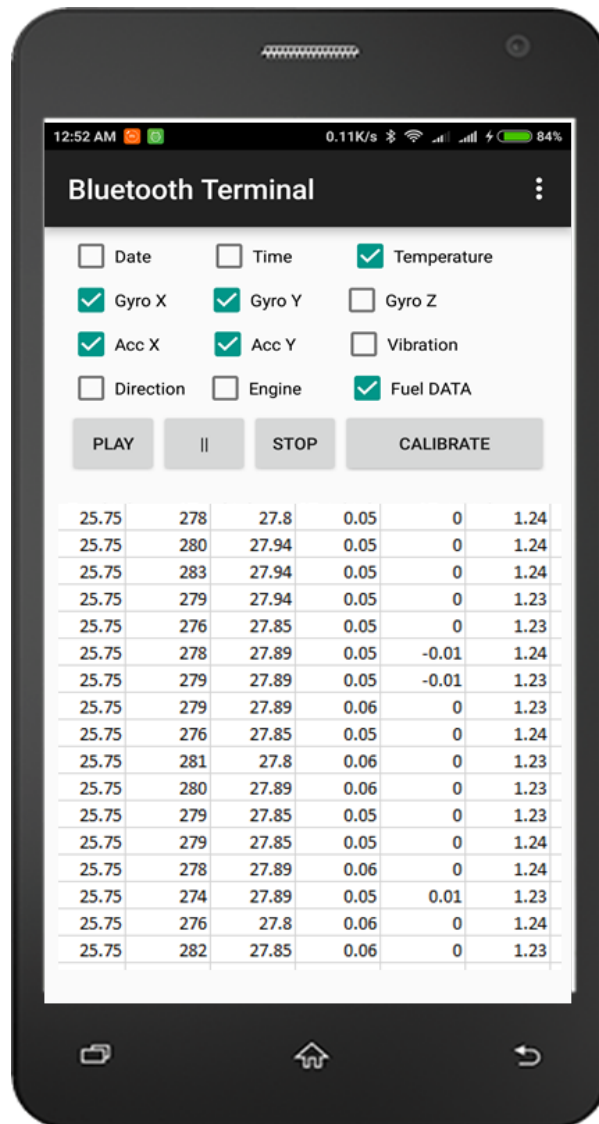 12:52 AM 0.11K/s 84%
Bluetooth Terminal
Date Time Temperature
Gyro X Gyro Y Gyro Z
Acc X Acc Y Vibration
Direction Engine Fuel DATA
PLAY || STOP CALIBRATE
25.75 278 27.8 0.05 0 1.24
25.75 280 27.94 0.05 0 1.24
25.75 283 27.94 0.05 0 1.24
25.75 279 27.94 0.05 0 1.23
25.75 276 27.85 0.05 0 1.23
25.75 278 27.89 0.05 -0.01 1.24
25.75 279 27.89 0.05 -0.01 1.23
25.75 279 27.89 0.06 0 1.23
25.75 276 27.85 0.05 0 1.24
25.75 281 27.8 0.06 0 1.23
25.75 280 27.89 0.06 0 1.23
25.75 279 27.85 0.05 0 1.23
25.75 279 27.85 0.05 0 1.24
25.75 278 27.89 0.06 0 1.24
25.75 274 27.89 0.05 0.01 1.23
25.75 276 27.8 0.06 0 1.24
25.75 282 27.85 0.06 0 1.23